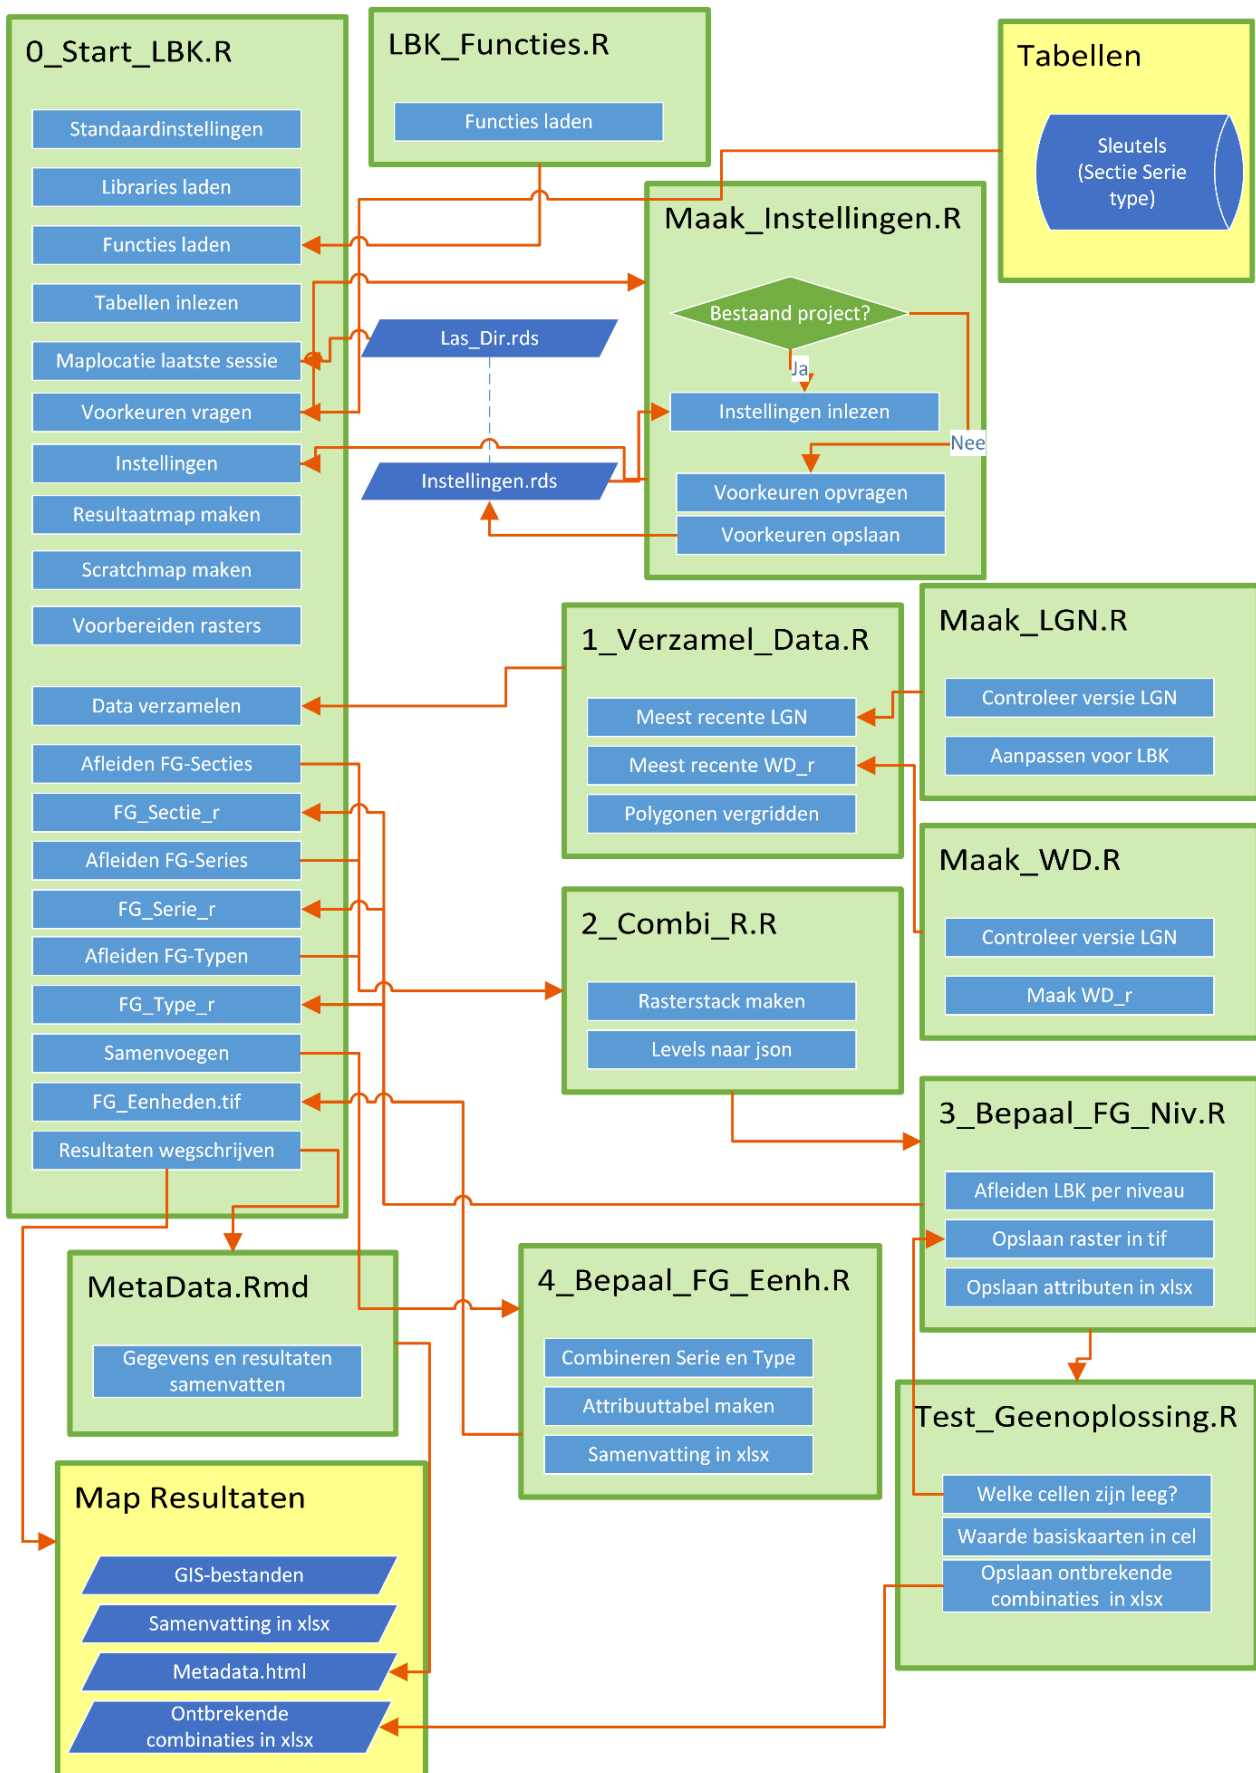 0_Start_LBK.R
Standaardinstellingen
Libraries laden
Functies laden
Tabellen inlezen
Maplocatie laatste sessie
Voorkeuren vragen
Instellingen
Resultaatmap maken
Scratchmap maken
Voorbereiden rasters
Data verzamelen
Afleiden FG-Secties
FG_Sectie_r
Afleiden FG-Series
FG_Serie_r
Afleiden FG-Typen
FG_Type_r
Samenvoegen
FG_Eenheden.tif
Resultaten wegschrijven
LBK_Functies.R
Functies laden
Tabellen
Sleutels
(Sectie Serie
type)
Maak_Instellingen.R
Bestaand project?
Ja
Instellingen inlezen
Nee
Voorkeuren opvragen
Voorkeuren opslaan
Las_Dir.rds
Instellingen.rds
1_Verzamel_Data.R
Meest recente LGN
Meest recente WD_r
Polygonen vergridden
Maak_LGN.R
Controleer versie LGN
Aanpassen voor LBK
Maak_WD.R
Controleer versie LGN
Maak WD_r
2_Combi_R.R
Rasterstack maken
Levels naar json
3_Bepaal_FG_Niv.R
Afleiden LBK per niveau
Opslaan raster in tif
Opslaan attributen in xlsx
MetaData.Rmd
Gegevens en resultaten
samenvatten
4_Bepaal_FG_Eenh.R
Combineren Serie en Type
Attribuuttabel maken
Samenvatting in xlsx
Test_Geenoplossing.R
Welke cellen zijn leeg?
Waarde basiskaarten in cel
Opslaan ontbrekende
combinaties in xlsx
Map Resultaten
GIS-bestanden
Samenvatting in xlsx
Metadata.html
Ontbrekende
combinaties in xlsx